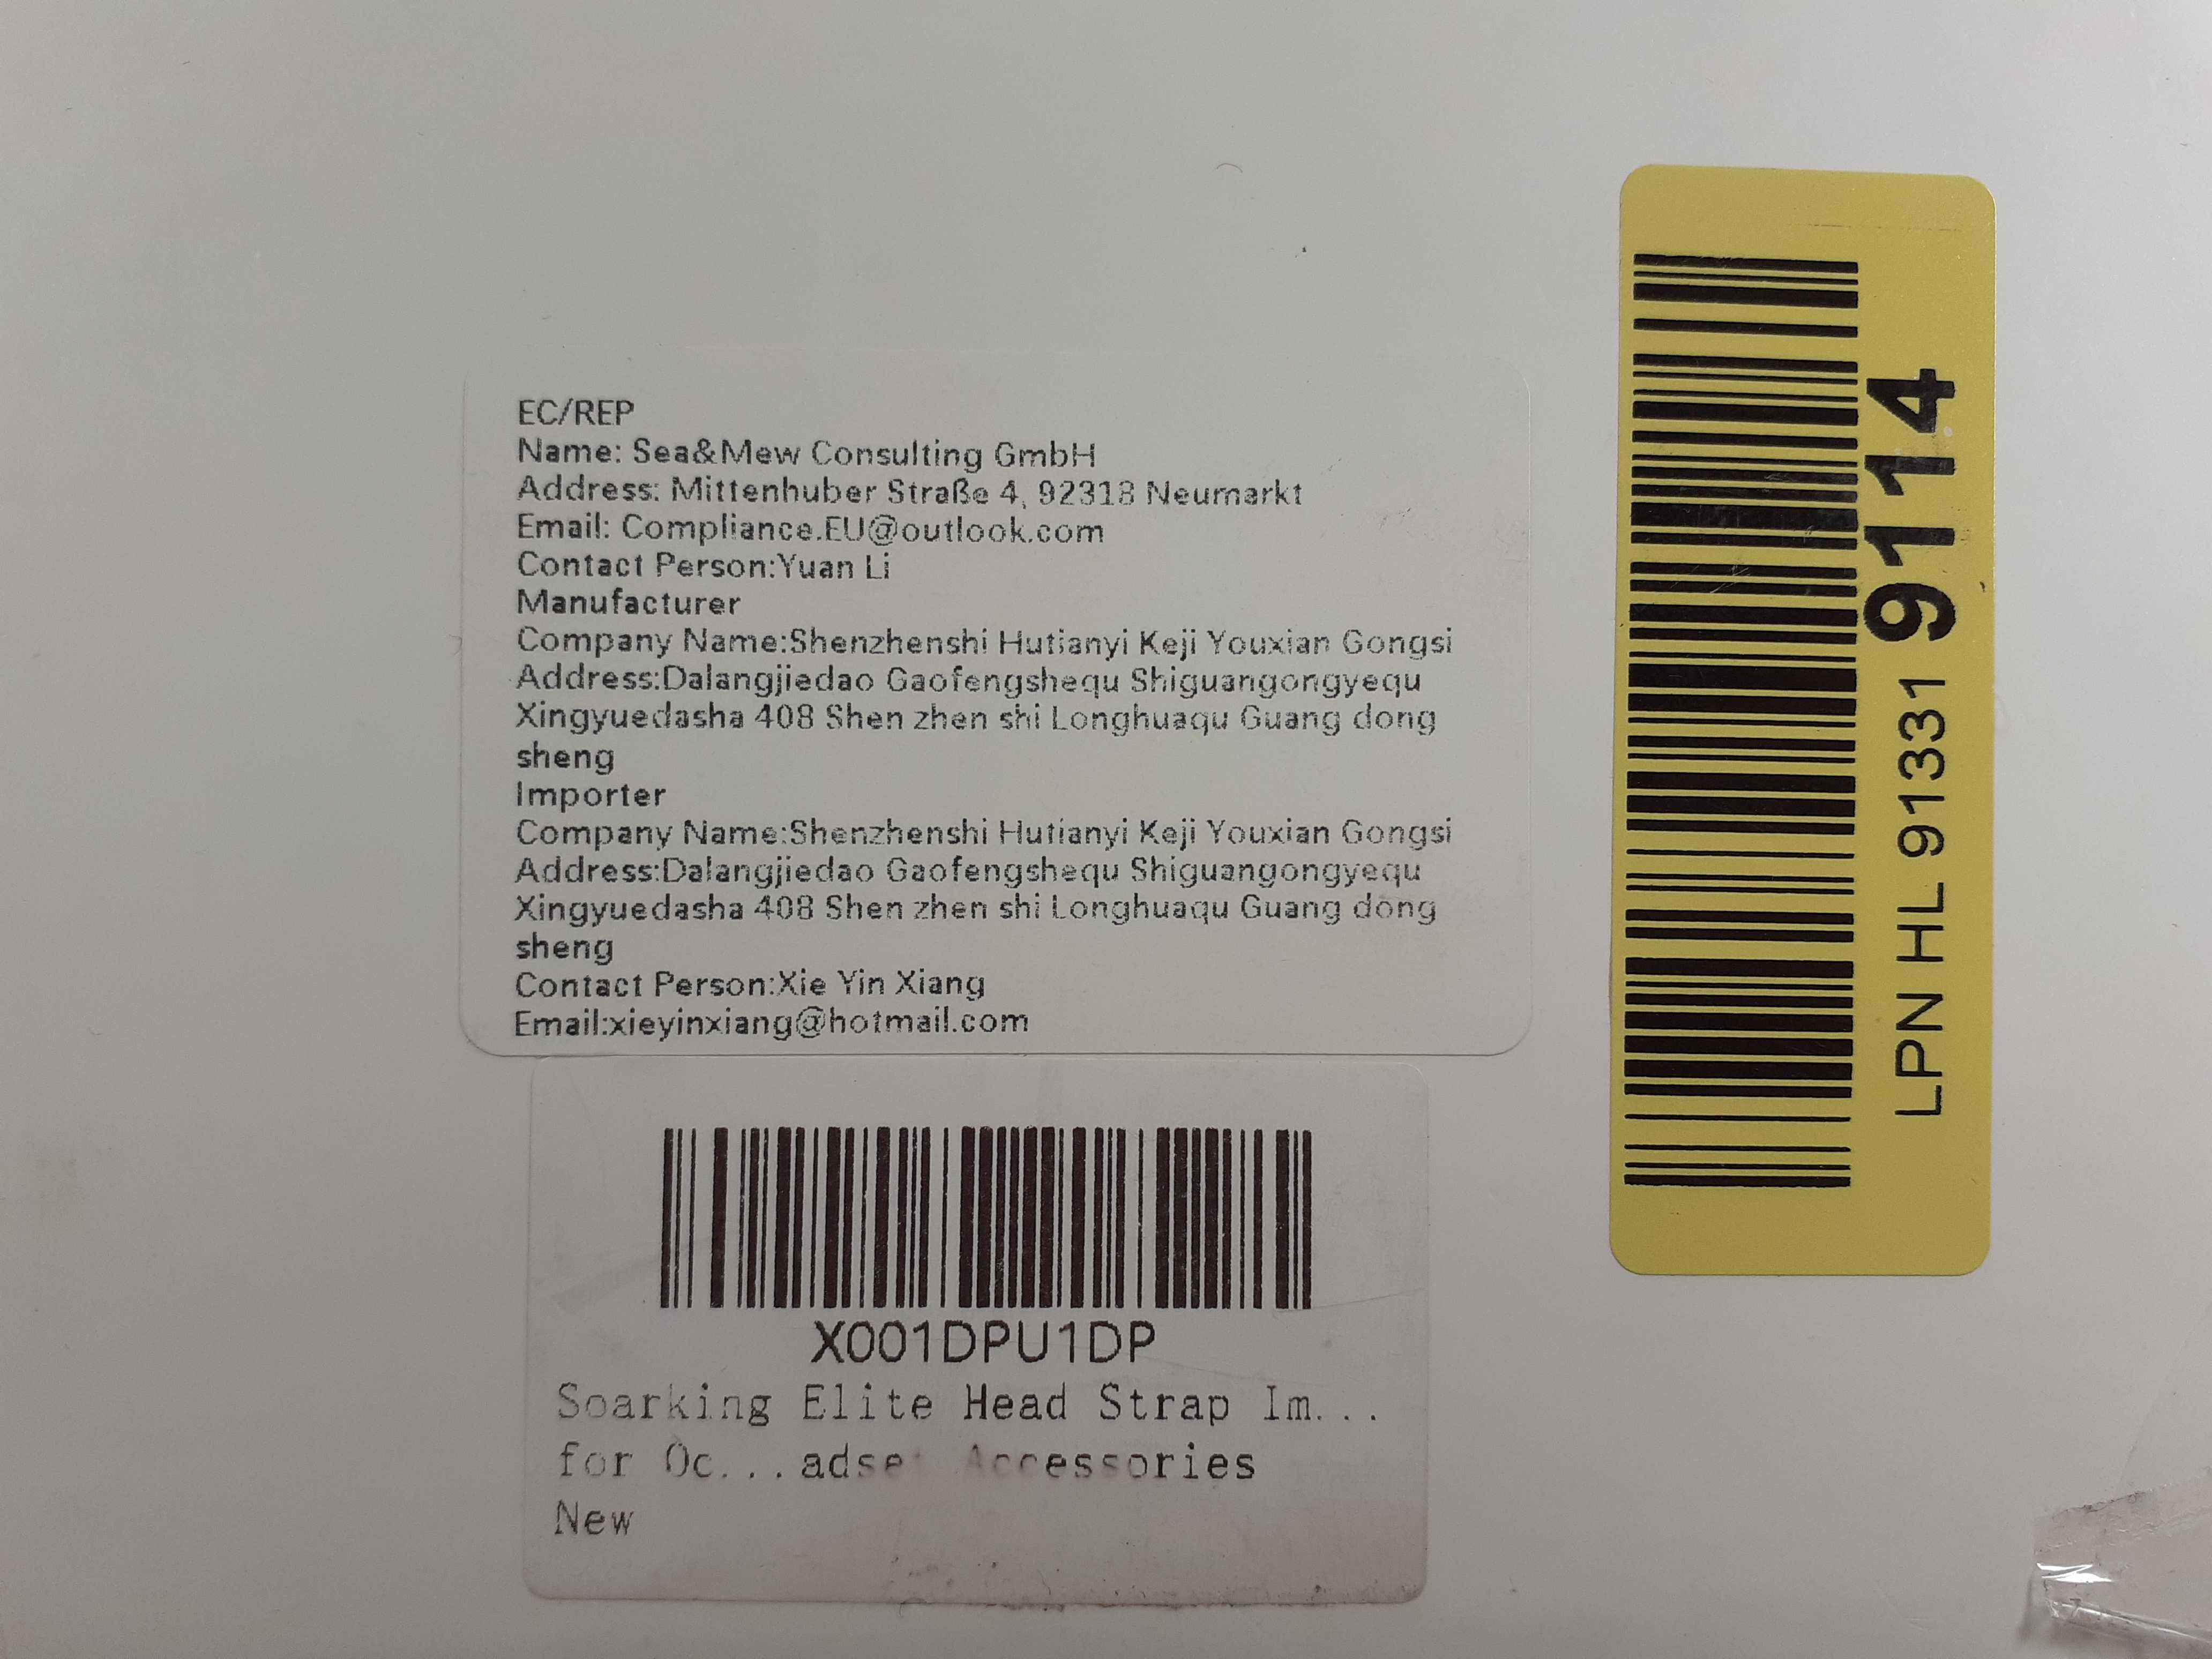 EC/REP
Name: Sea&Mew Consulting GmbH
Address: Mittenhuber Straße 4, 92318 Neumarkt
Email: Compliance.EU@outlook.com
Contact Person:Yuan Li
Manufacturer
Company Name:Shenzhenshi Hutianyi Keji Youxian Gongsi
Address:Dalangjiedao Gaofengshequ Shiguangongyequ
Xingyuedasha 408 Shen zhen shi Longhuaqu Guang dong
sheng
Importer
Company Name:Shenzhenshi Hutianyi Keji Youxian Gongsi
Address:Dalangjiedao Gaofengshequ Shiguangongyequ
Xingyuedasha 408 Shen zhen shi Longhuaqu Guang dong
sheng
Contact Person:Xie Yin Xiang
Email:xieyinxiang@hotmail.com
X001DPU1DP
Soarking Elite Head Strap Im...
for Oc...adset Accessories
New
LPN HL 91331 9114